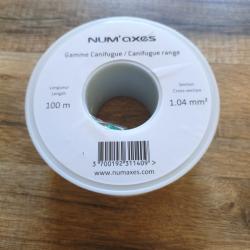 NUM'axes
Gamme Canifugue / Canifugue range
Longueur
Length
100 m
Section
Cross-section
1.04 mm²
3 700192 311409 >
www.numaxes.com